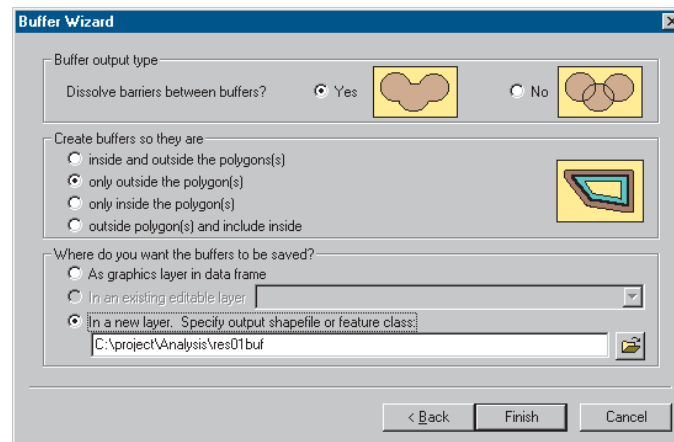 Buffer Wizard
Buffer output type
Dissolve barriers between buffers? Yes No
Create buffers so they are
inside and outside the polygons(s)
only outside the polygon(s)
only inside the polygon(s)
outside polygon(s) and include inside
Where do you want the buffers to be saved?
As graphics layer in data frame
In an existing editable layer
In a new layer. Specify output shapefile or feature class:
C:\project\Analysis\res01buf
< Back Finish Cancel